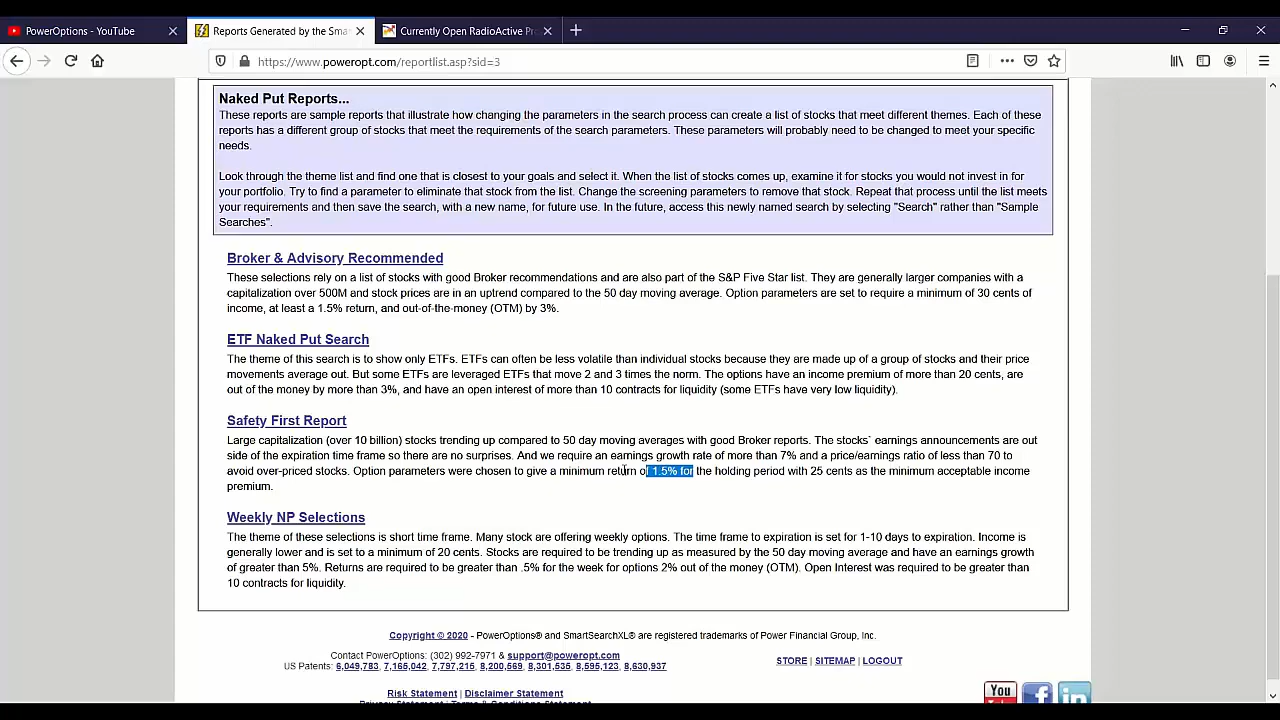 PowerOptions - YouTube
Reports Generated by the Sma
Currently Open RadioActive Pr
https://www.poweropt.com/reportlist.asp?sid=3
Naked Put Reports...
These reports are sample reports that illustrate how changing the parameters in the search process can create a list of stocks that meet different themes. Each of these
reports has a different group of stocks that meet the requirements of the search parameters. These parameters will probably need to be changed to meet your specific
needs.
Look through the theme list and find one that is closest to your goals and select it. When the list of stocks comes up, examine it for stocks you would not invest in for
your portfolio. Try to find a parameter to eliminate that stock from the list. Change the screening parameters to remove that stock. Repeat that process until the list meets
your requirements and then save the search, with a new name, for future use. In the future, access this newly named search by selecting "Search" rather than "Sample
Searches".
Broker & Advisory Recommended
These selections rely on a list of stocks with good Broker recommendations and are also part of the S&P Five Star list. They are generally larger companies with a
capitalization over 500M and stock prices are in an uptrend compared to the 50 day moving average. Option parameters are set to require a minimum of 30 cents of
income, at least a 1.5% return, and out-of-the-money (OTM) by 3%.
ETF Naked Put Search
The theme of this search is to show only ETFs. ETFs can often be less volatile than individual stocks because they are made up of a group of stocks and their price
movements average out. But some ETFs are leveraged ETFs that move 2 and 3 times the norm. The options have an income premium of more than 20 cents, are
out of the money by more than 3%, and have an open interest of more than 10 contracts for liquidity (some ETFs have very low liquidity).
Safety First Report
Large capitalization (over 10 billion) stocks trending up compared to 50 day moving averages with good Broker reports. The stocks` earnings announcements are out
side of the expiration time frame so there are no surprises. And we require an earnings growth rate of more than 7% and a price/earnings ratio of less than 70 to
avoid over-priced stocks. Option parameters were chosen to give a minimum return of 1.5% for the holding period with 25 cents as the minimum acceptable income
premium.
Weekly NP Selections
The theme of these selections is short time frame. Many stock are offering weekly options. The time frame to expiration is set for 1-10 days to expiration. Income is
generally lower and is set to a minimum of 20 cents. Stocks are required to be trending up as measured by the 50 day moving average and have an earnings growth
of greater than 5%. Returns are required to be greater than .5% for the week for options 2% out of the money (OTM). Open Interest was required to be greater than
10 contracts for liquidity.
Copyright © 2020 - PowerOptions® and SmartSearchXL® are registered trademarks of Power Financial Group, Inc.
Contact PowerOptions: (302) 992-7971 & support@poweropt.com
US Patents: 6,049,783, 7,165,042, 7,797,215, 8,200,569, 8,301,535, 8,595,123, 8,630,937
STORE | SITEMAP | LOGOUT
Risk Statement | Disclaimer Statement
Privacy Statement | Terms & Conditions Statement
You
f
in